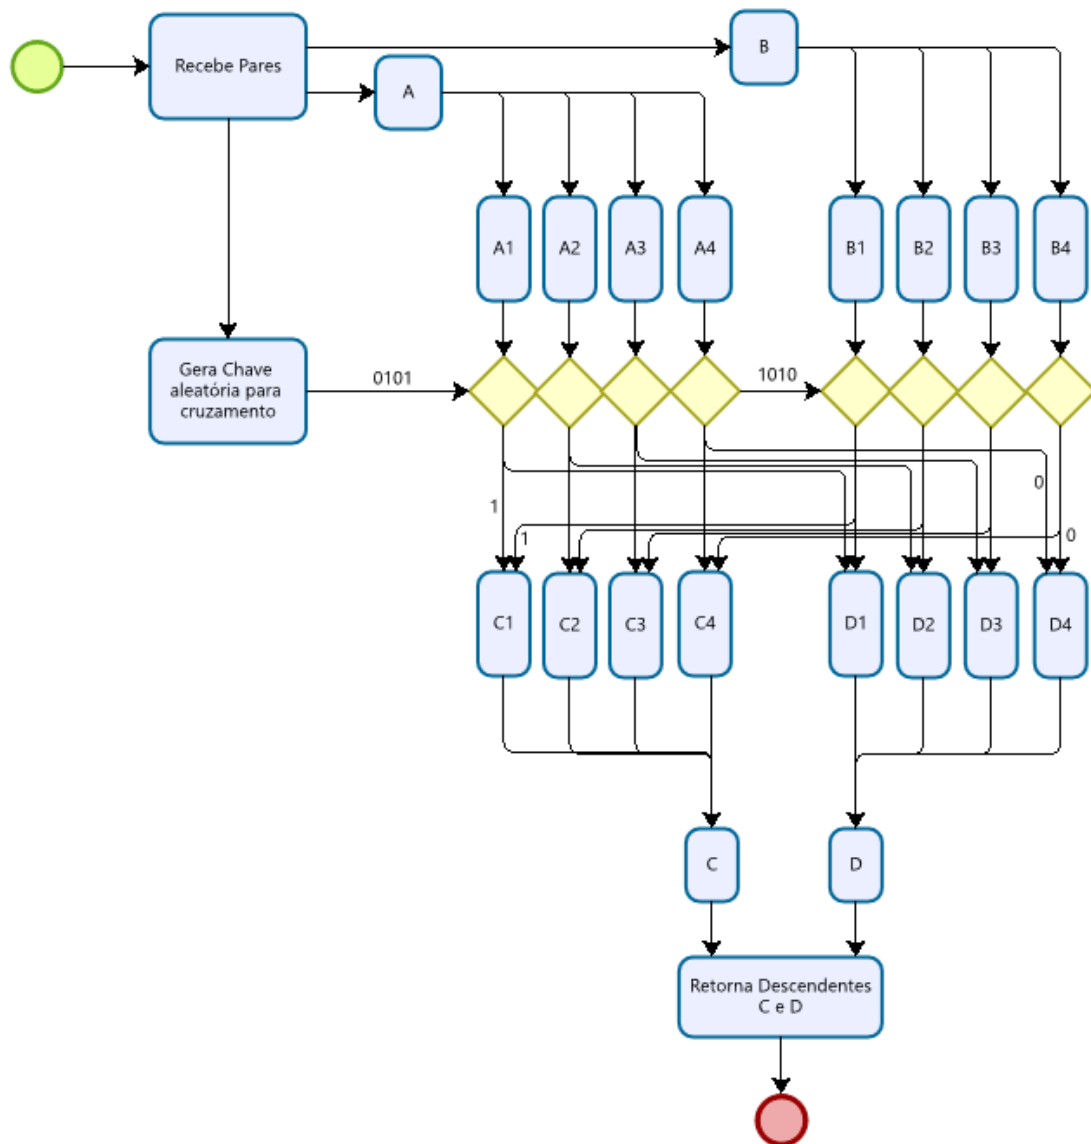 B
Recebe Pares
A
A1
A2
A3
A4
B1
B2
B3
B4
Gera Chave
aleatória para
cruzamento
0101
1010
0
1
1
0
C1
C2
C3
C4
D1
D2
D3
D4
C
D
Retorna Descendentes
C e D